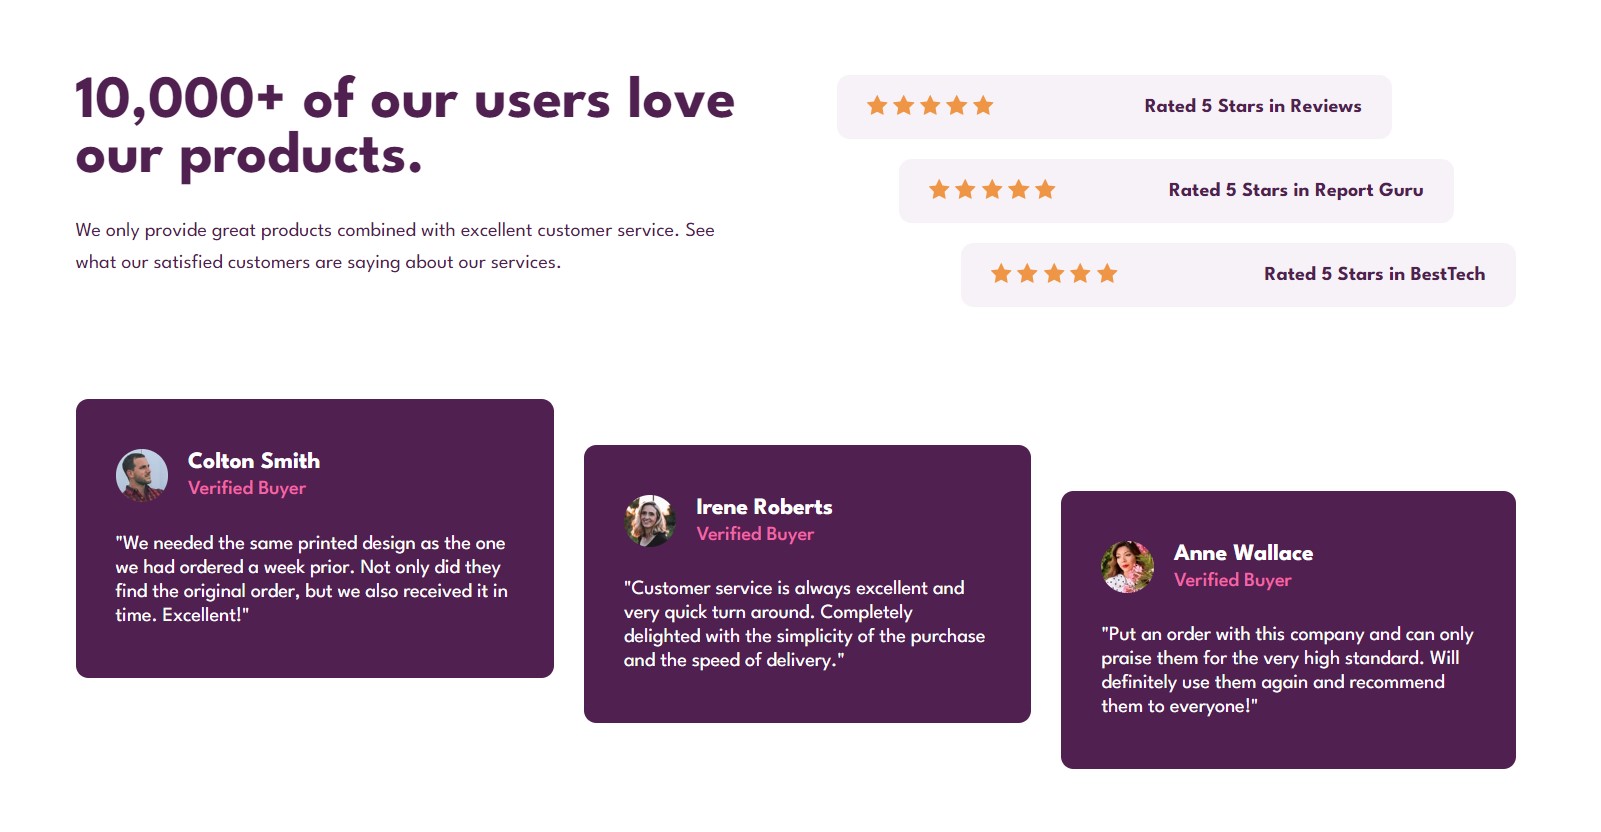 10,000+ of our users love
our products.
We only provide great products combined with excellent customer service. See
what our satisfied customers are saying about our services.
Rated 5 Stars in Reviews
Rated 5 Stars in Report Guru
Rated 5 Stars in BestTech
Colton Smith
Verified Buyer
"We needed the same printed design as the one
we had ordered a week prior. Not only did they
find the original order, but we also received it in
time. Excellent!"
Irene Roberts
Verified Buyer
"Customer service is always excellent and
very quick turn around. Completely
delighted with the simplicity of the purchase
and the speed of delivery."
Anne Wallace
Verified Buyer
"Put an order with this company and can only
praise them for the very high standard. Will
definitely use them again and recommend
them to everyone!"